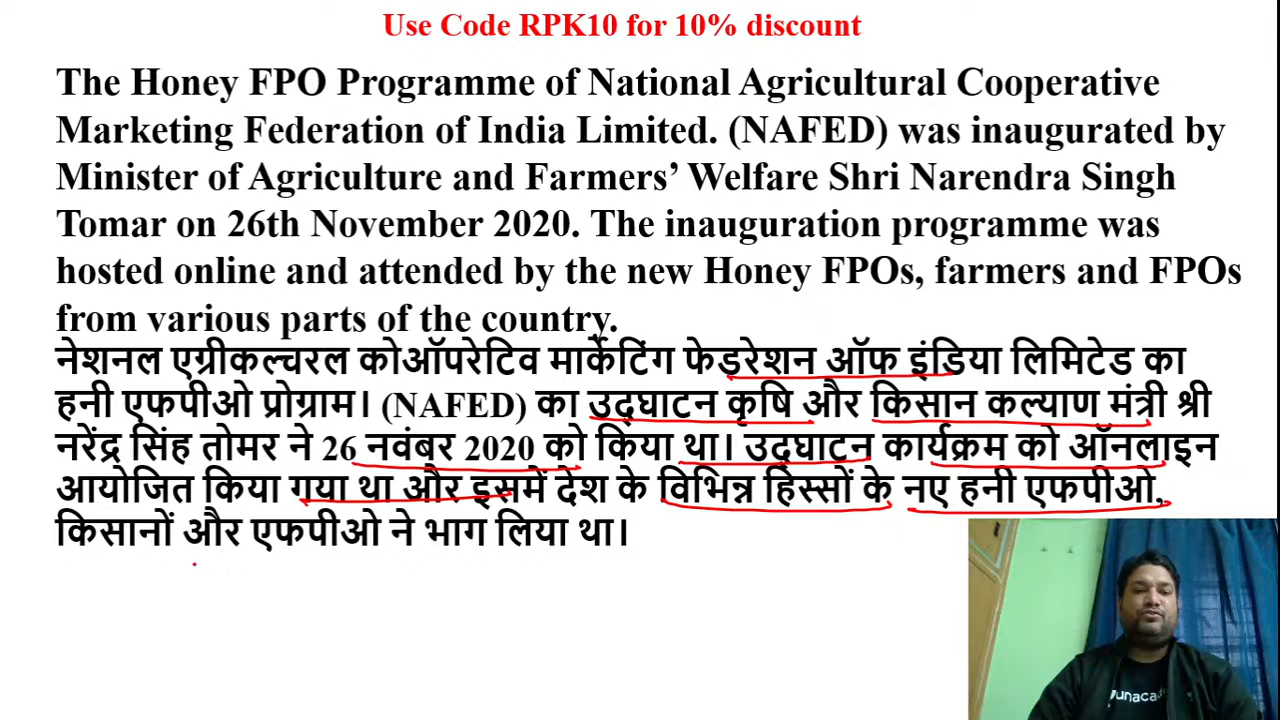 Use Code RPK10 for 10% discount
The Honey FPO Programme of National Agricultural Cooperative
Marketing Federation of India Limited. (NAFED) was inaugurated by
Minister of Agriculture and Farmers’ Welfare Shri Narendra Singh
Tomar on 26th November 2020. The inauguration programme was
hosted online and attended by the new Honey FPOs, farmers and FPOs
from various parts of the country.
नेशनल एग्रीकल्चरल कोऑपरेटिव मार्केटिंग फेडरेशन ऑफ इंडिया लिमिटेड का
हनी एफपीओ प्रोग्राम। (NAFED) का उद्घाटन कृषि और किसान कल्याण मंत्री श्री
नरेंद्र सिंह तोमर ने 26 नवंबर 2020 को किया था। उद्घाटन कार्यक्रम को ऑनलाइन
आयोजित किया गया था और इसमें देश के विभिन्न हिस्सों के नए हनी एफपीओ,
किसानों और एफपीओ ने भाग लिया था।